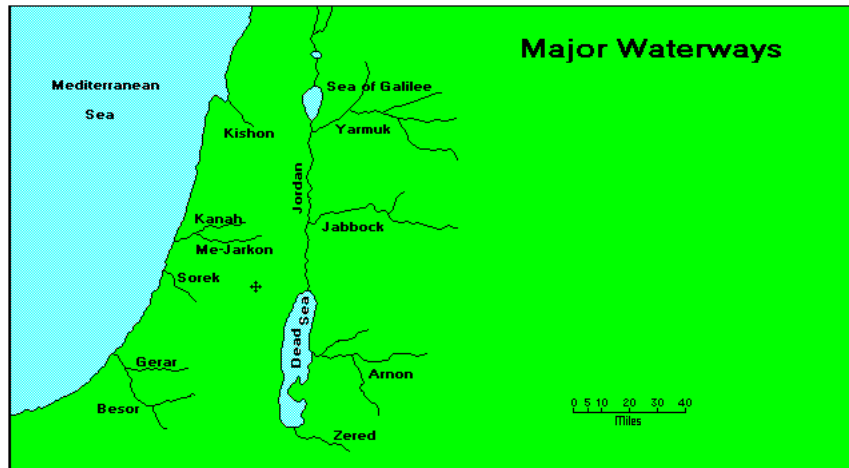 Major Waterways
Mediterranean
Sea
Sea of Galilee
Kishon
Yarmuk
Jordan
Kanah
Jabbock
Me-Jarkon
Sorek
Dead
Sea
Gerar
Arnon
Besor
Zered
0 5 10 20 30 40
Miles